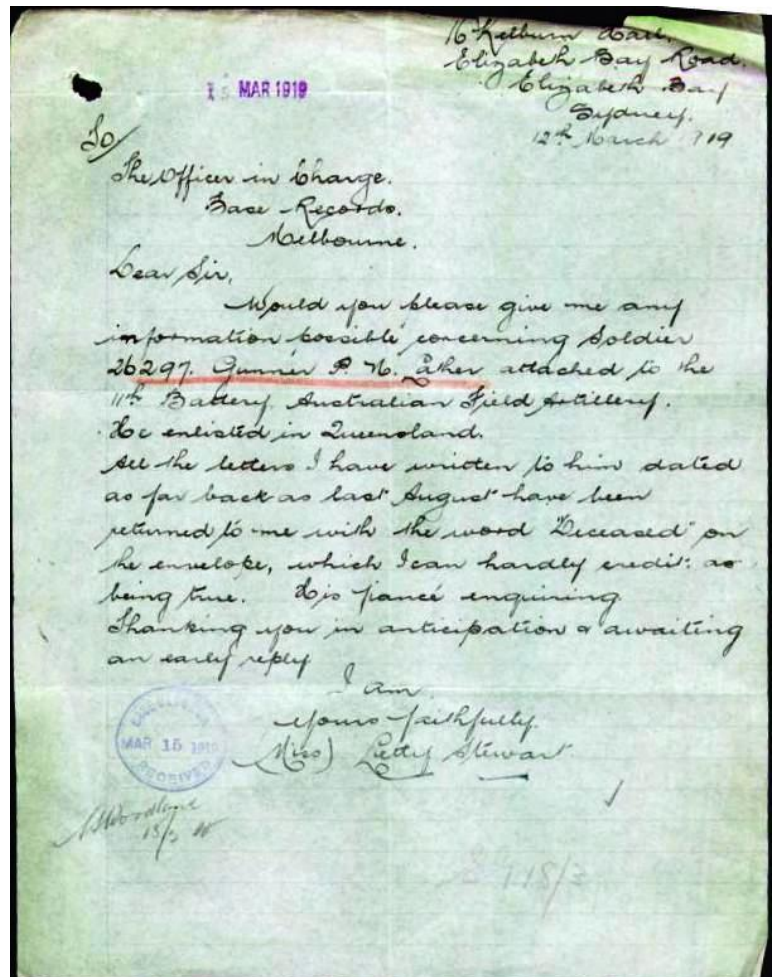 Elizabeth Bay Road.
Elizabeth Bay
Sydney.
12th March 1919
15 MAR 1919
To/
The Officer in Charge.
Base Records.
Melbourne.
Dear Sir,
Would you please give me any
information possible concerning Soldier
26297. Gunner P. N. attached to the
11th Battery Australian Field Artillery.
He enlisted in Queensland.
All the letters I have written to him dated
as far back as last August have been
returned to me with the word "Deceased" on
the envelope, which I can hardly credit as
being true. His fiancé enquiring
Thanking you in anticipation & awaiting
an early reply
I am
Yours faithfully.
Miss) Letty Stewart
MAR 15 1919
RECEIVED